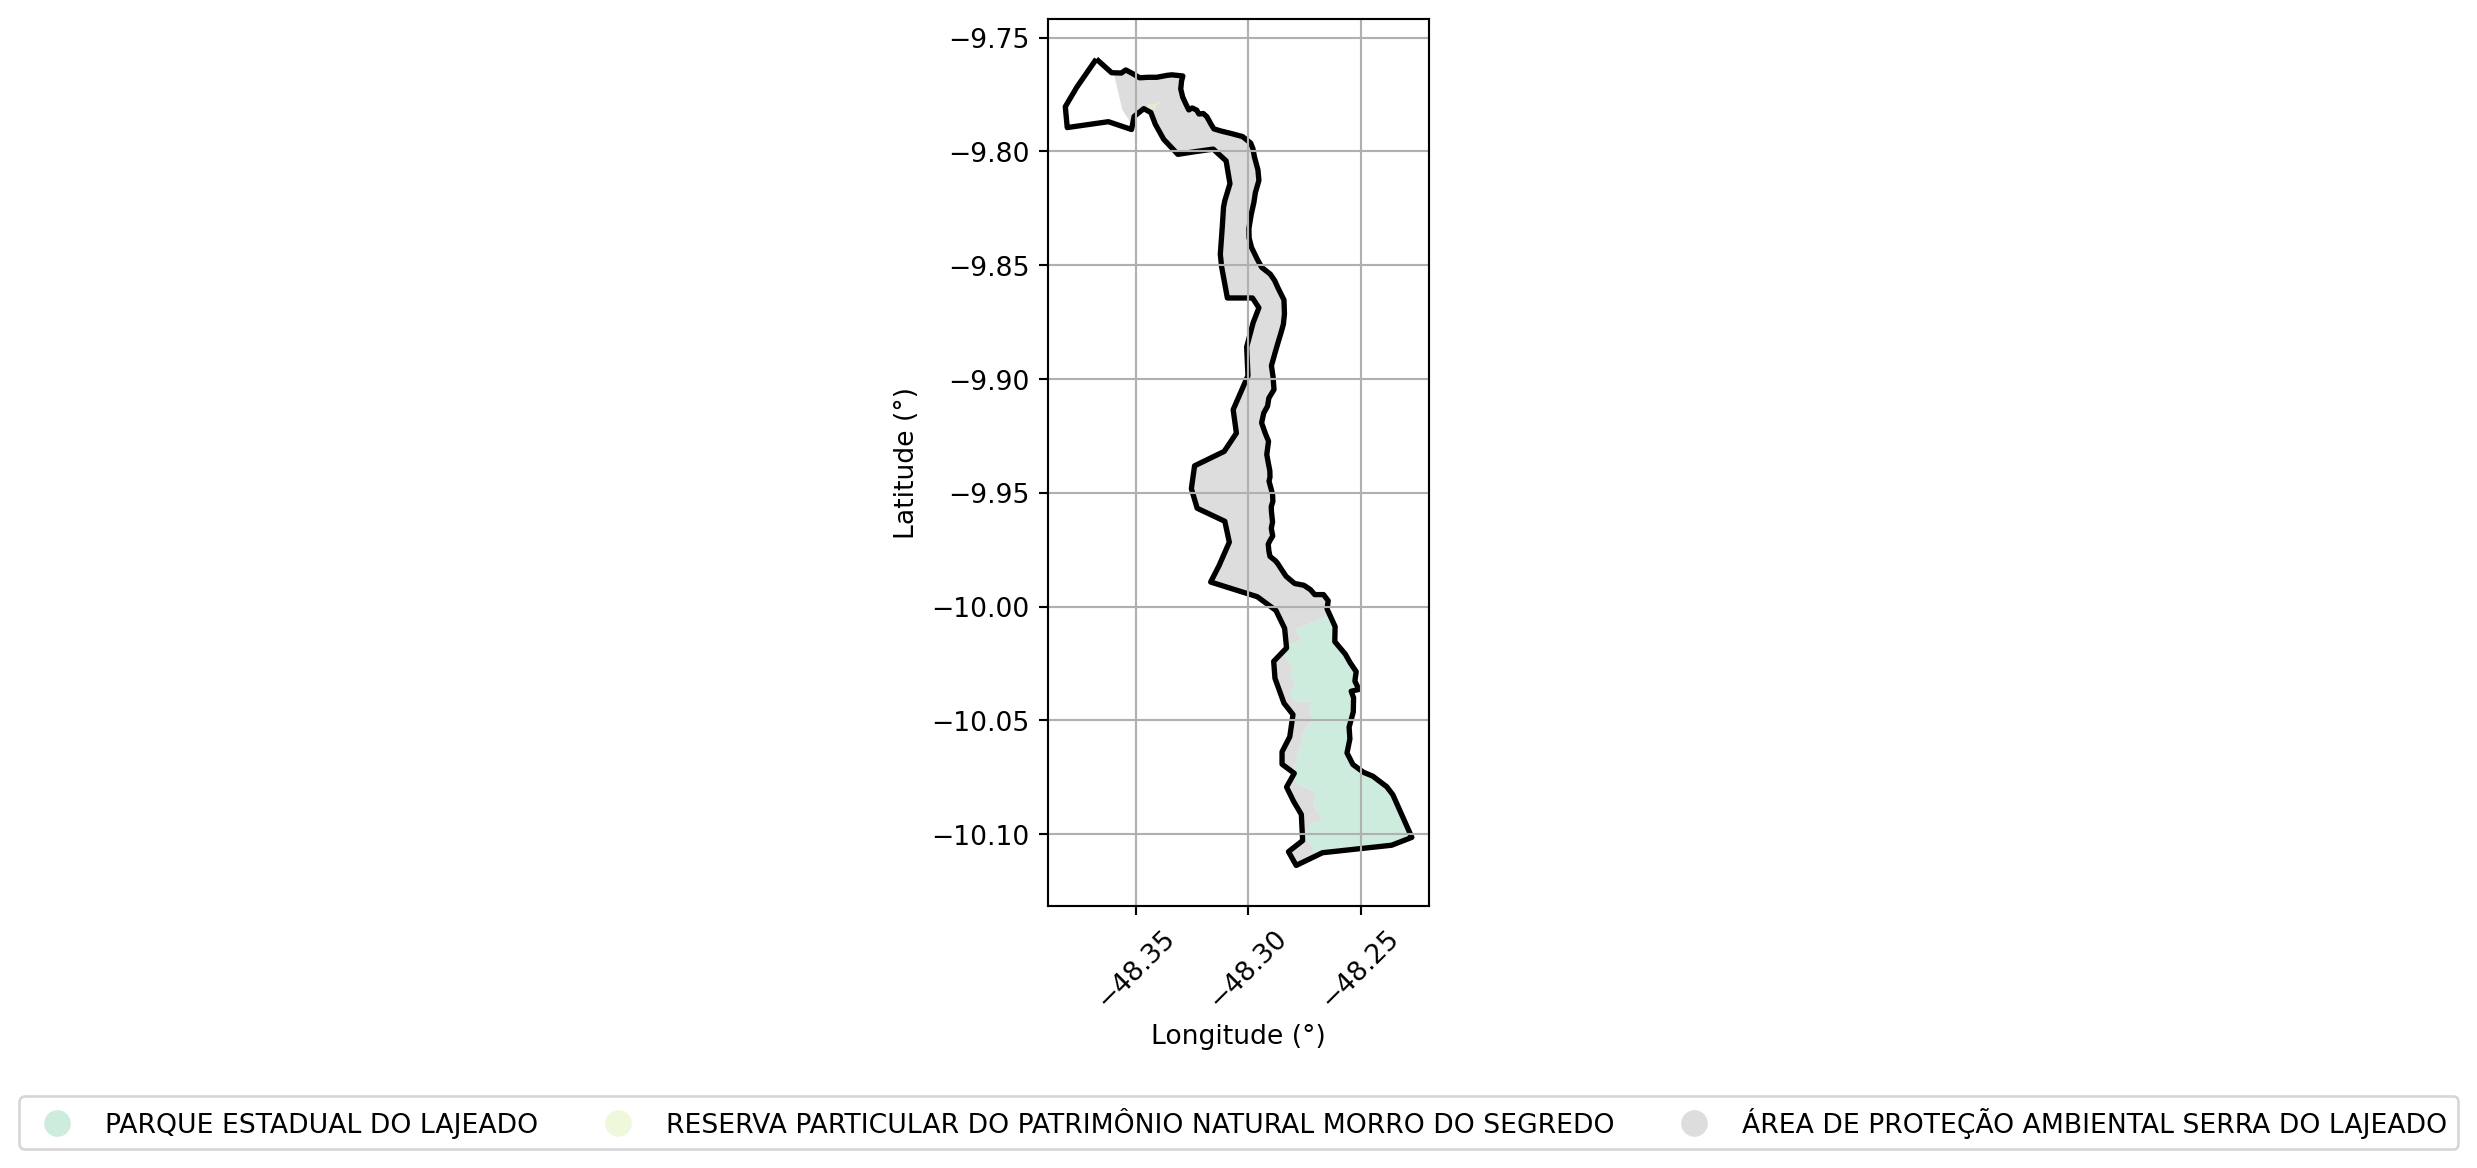 −9.75
−9.80
−9.85
−9.90
−9.95
−10.00
−10.05
−10.10
Latitude (°)
−48.35
−48.30
−48.25
Longitude (°)
PARQUE ESTADUAL DO LAJEADO
RESERVA PARTICULAR DO PATRIMÔNIO NATURAL MORRO DO SEGREDO
ÁREA DE PROTEÇÃO AMBIENTAL SERRA DO LAJEADO